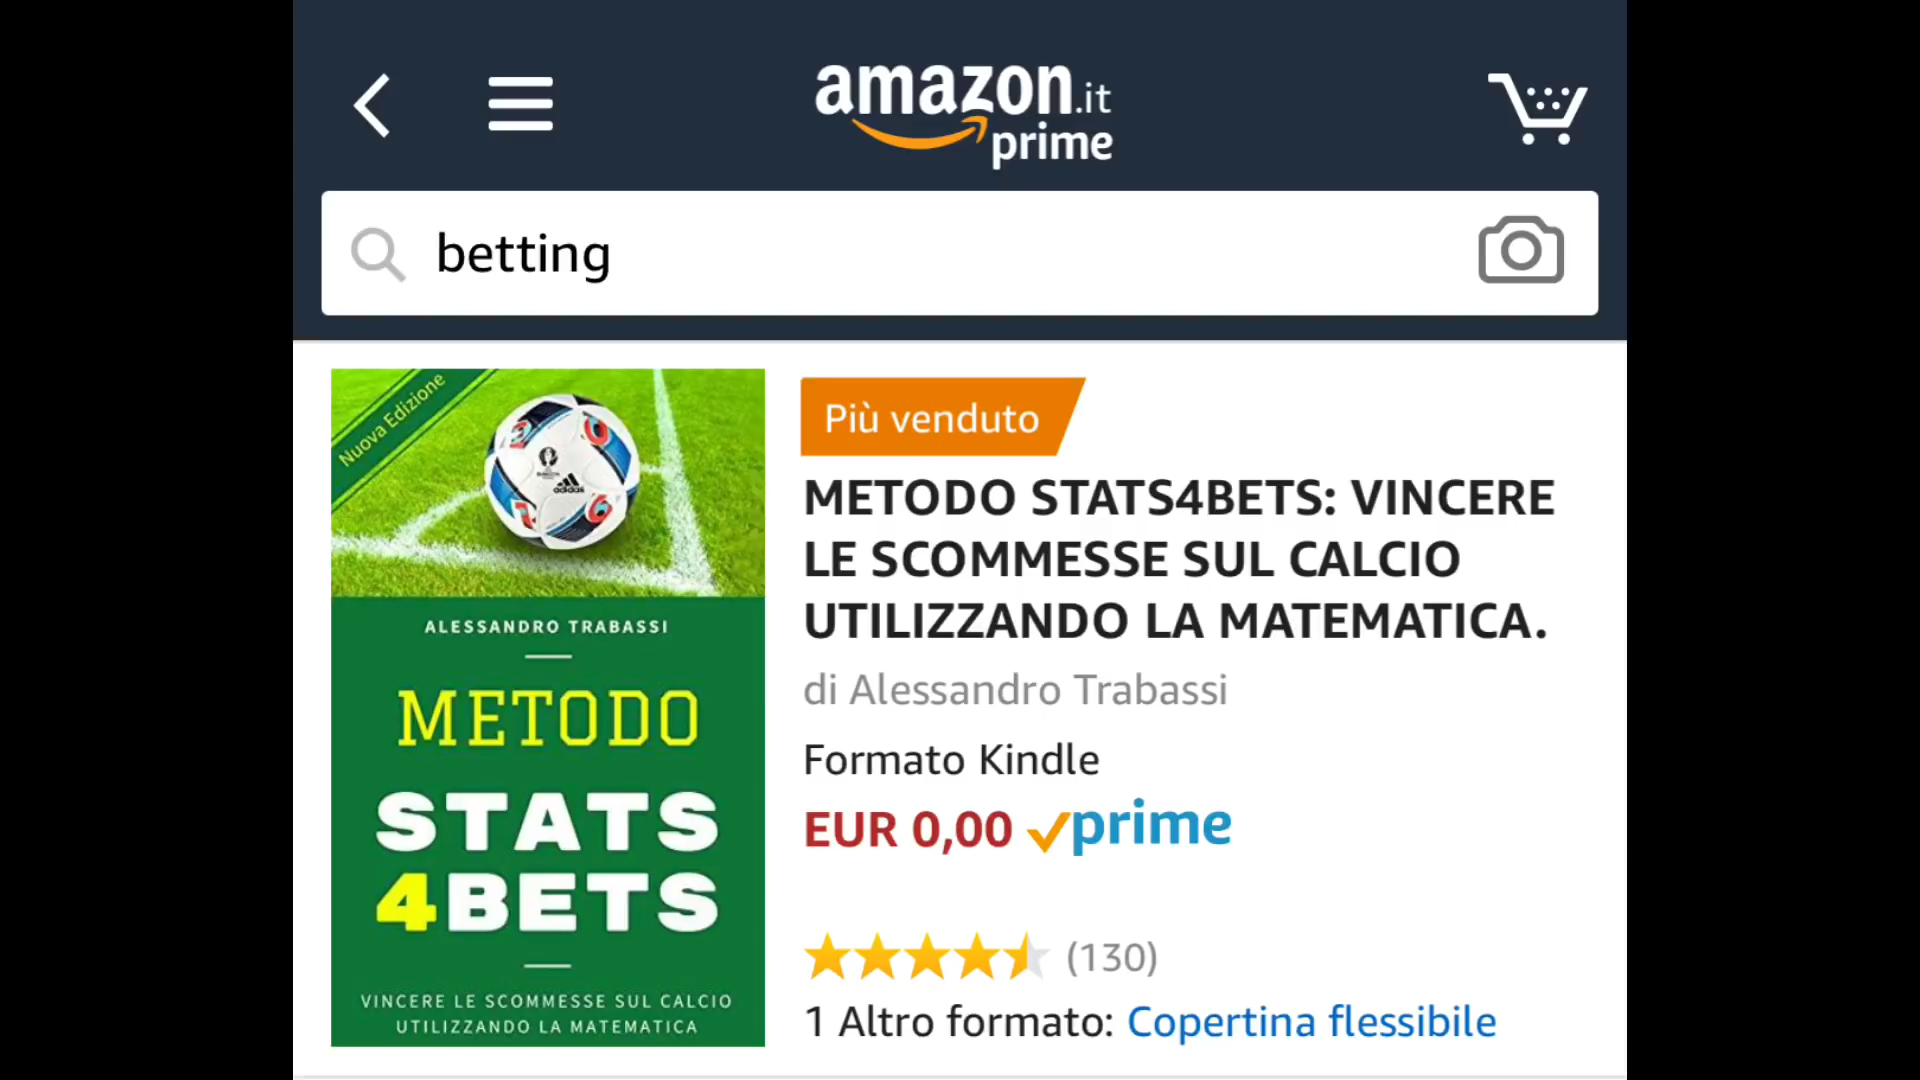 amazon.it
prime
betting
Nuova Edizione
adidas
ALESSANDRO TRABASSI
METODO
STATS
4BETS
VINCERE LE SCOMMESSE SUL CALCIO
UTILIZZANDO LA MATEMATICA
Più venduto
METODO STATS4BETS: VINCERE
LE SCOMMESSE SUL CALCIO
UTILIZZANDO LA MATEMATICA.
di Alessandro Trabassi
Formato Kindle
EUR 0,00 prime
(130)
1 Altro formato: Copertina flessibile